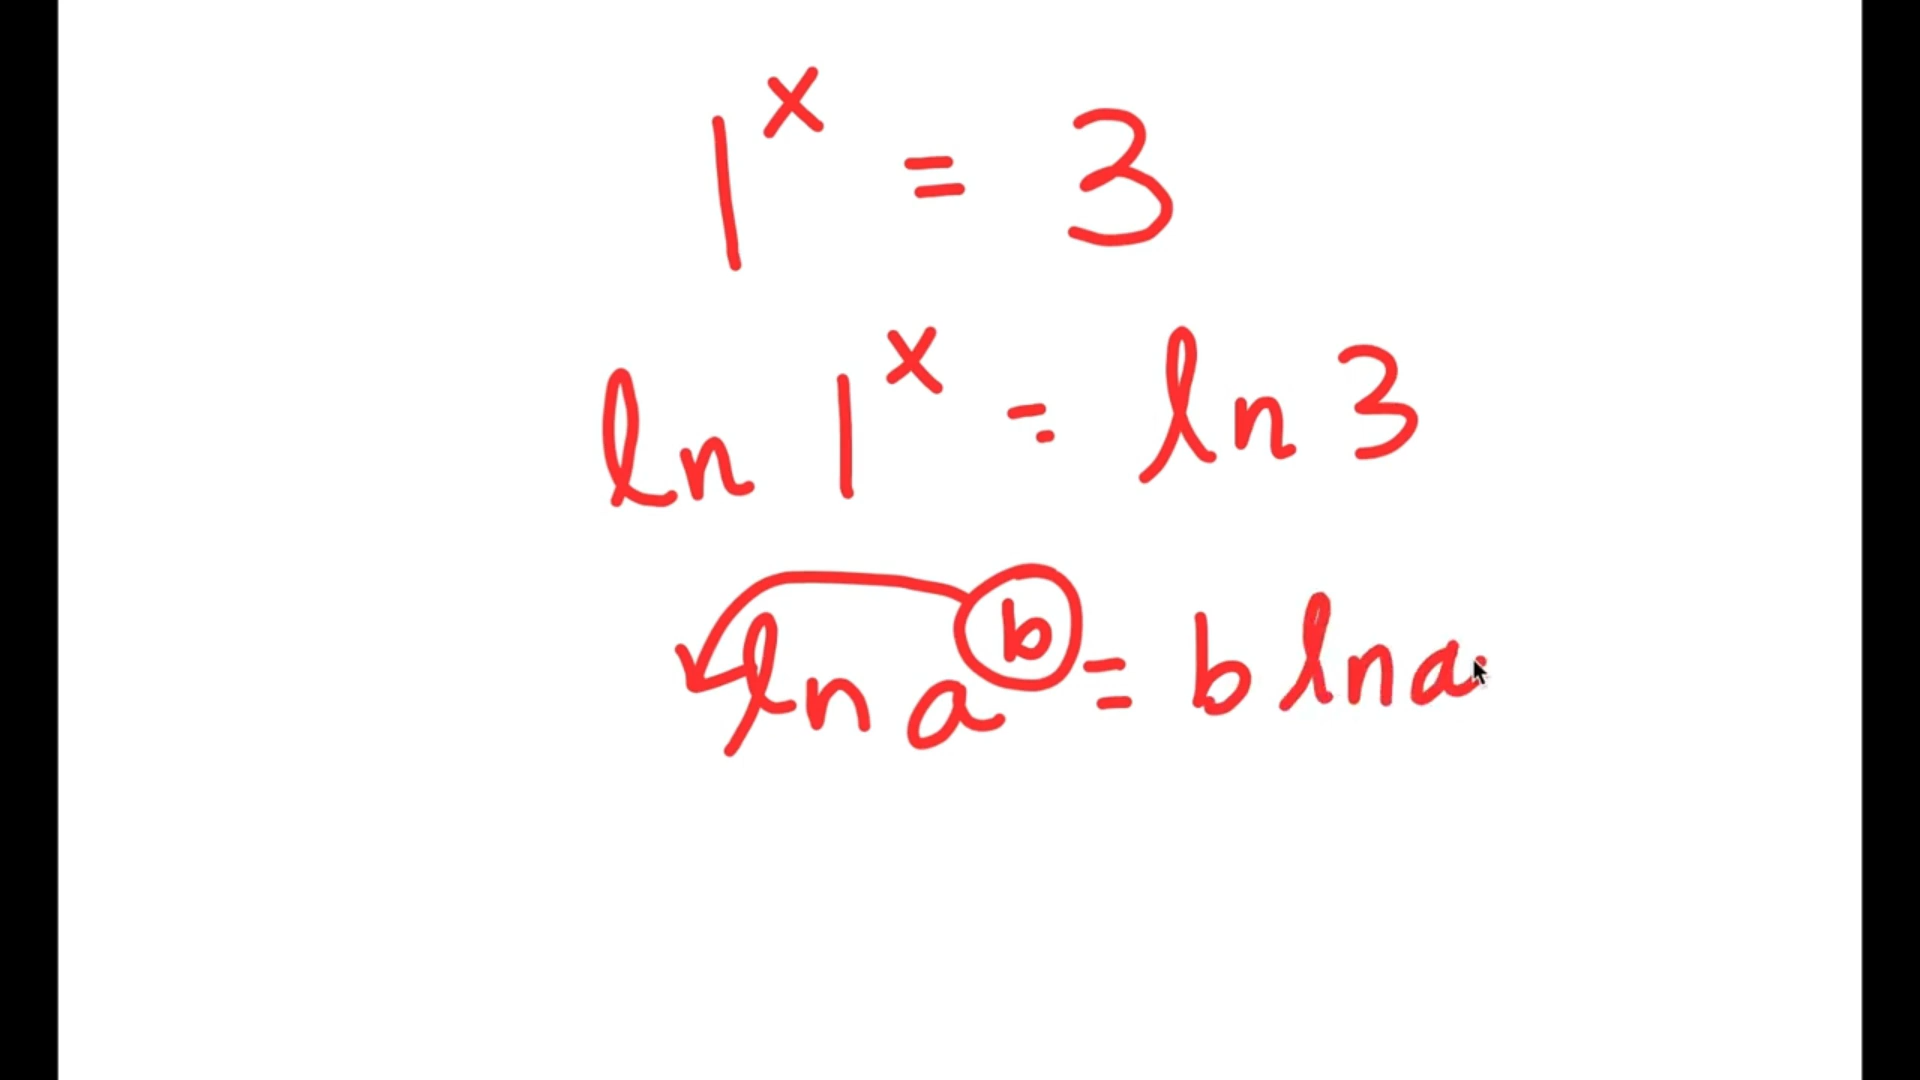 1^x = 3
ln 1^x = ln 3
ln a^b = b ln a